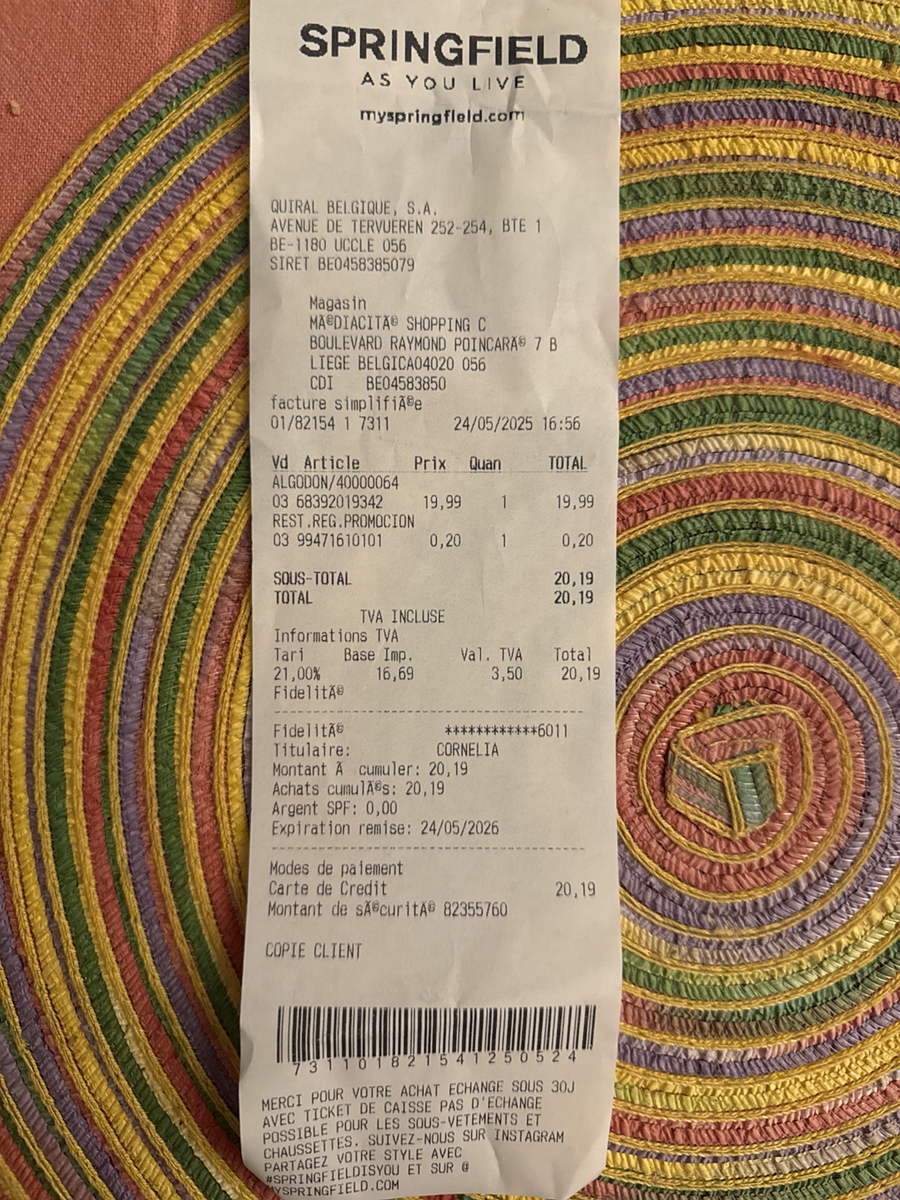 SPRINGFIELD
AS YOU LIVE
myspringfield.com
QUIRAL BELGIQUE, S.A.
AVENUE DE TERVUEREN 252-254, BTE 1
BE-1180 UCCLE 056
SIRET BE0458385079
Magasin
MÃ©DIACITÃ© SHOPPING C
BOULEVARD RAYMOND POINCARÃ© 7 B
LIEGE BELGICA04020 056
CDI BE04583850
facture simplifiÃ©e
01/82154 1 7311 24/05/2025 16:56
Vd Article Prix Quan TOTAL
ALGODON/40000064
03 68392019342 19,99 1 19,99
REST.REG.PROMOCION
03 99471610101 0,20 1 0,20
SOUS-TOTAL 20,19
TOTAL 20,19
TVA INCLUSE
Informations TVA
Tari Base Imp. Val. TVA Total
21,00% 16,69 3,50 20,19
FidelitÃ©
FidelitÃ© ************6011
Titulaire: CORNELIA
Montant Ã cumuler: 20,19
Achats cumulÃ©s: 20,19
Argent SPF: 0,00
Expiration remise: 24/05/2026
Modes de paiement
Carte de Credit 20,19
Montant de sÃ©curitÃ© 82355760
COPIE CLIENT
7311018215412505​24
MERCI POUR VOTRE ACHAT ECHANGE SOUS 30J
AVEC TICKET DE CAISSE PAS D'ECHANGE
POSSIBLE POUR LES SOUS-VETEMENTS ET
CHAUSSETTES. SUIVEZ-NOUS SUR INSTAGRAM
PARTAGEZ VOTRE STYLE AVEC
#SPRINGFIELDISYOU ET SUR @
MYSPRINGFIELD.COM